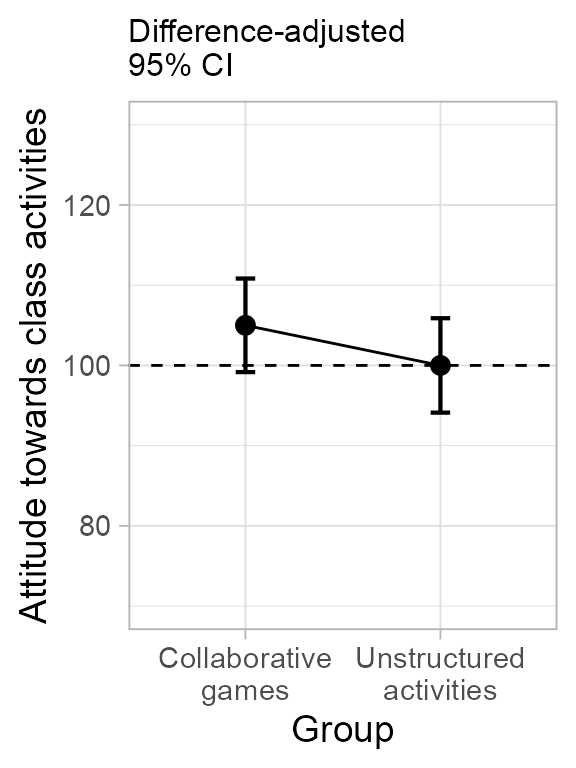 Difference-adjusted
95% CI
Attitude towards class activities
120
100
80
Collaborative
games
Unstructured
activities
Group